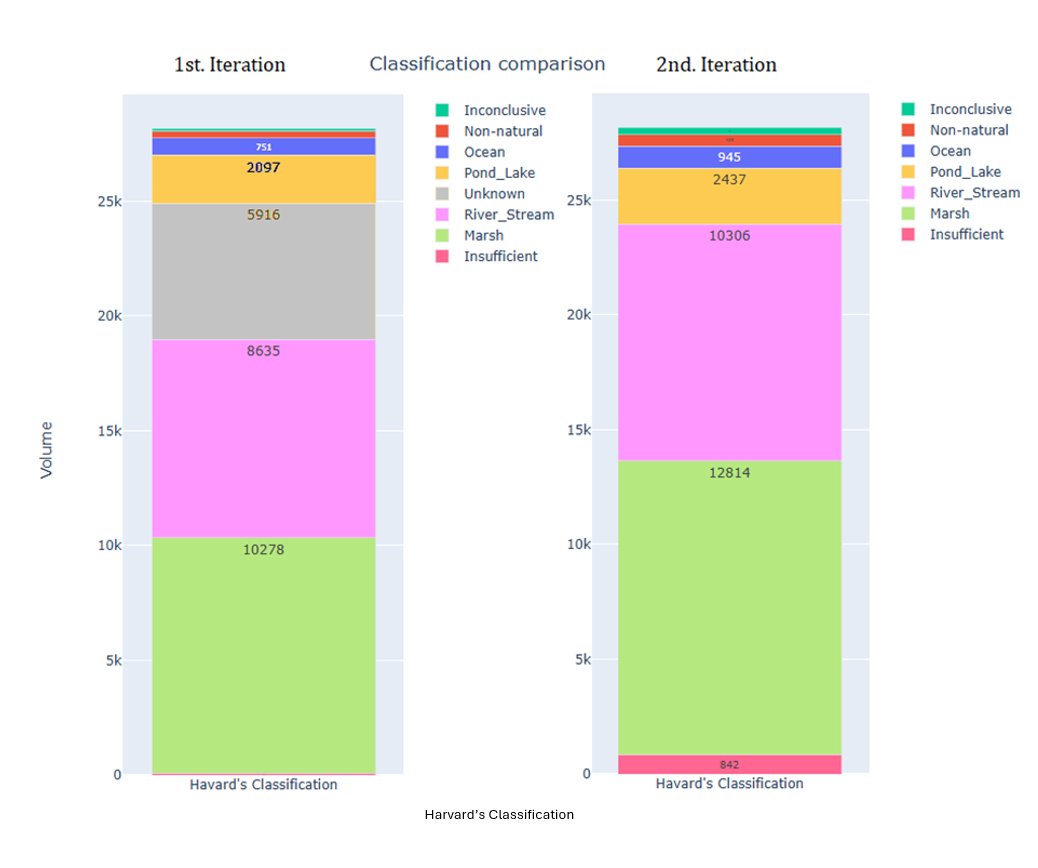 1st. Iteration
Classification comparison
2nd. Iteration
Inconclusive
Non-natural
Ocean
Pond_Lake
Unknown
River_Stream
Marsh
Insufficient
Inconclusive
Non-natural
Ocean
Pond_Lake
River_Stream
Marsh
Insufficient
751
2097
5916
8635
10278
945
2437
10306
12814
842
25k
20k
15k
10k
5k
0
25k
20k
15k
10k
5k
0
Volume
Havard's Classification
Havard's Classification
Harvard's Classification